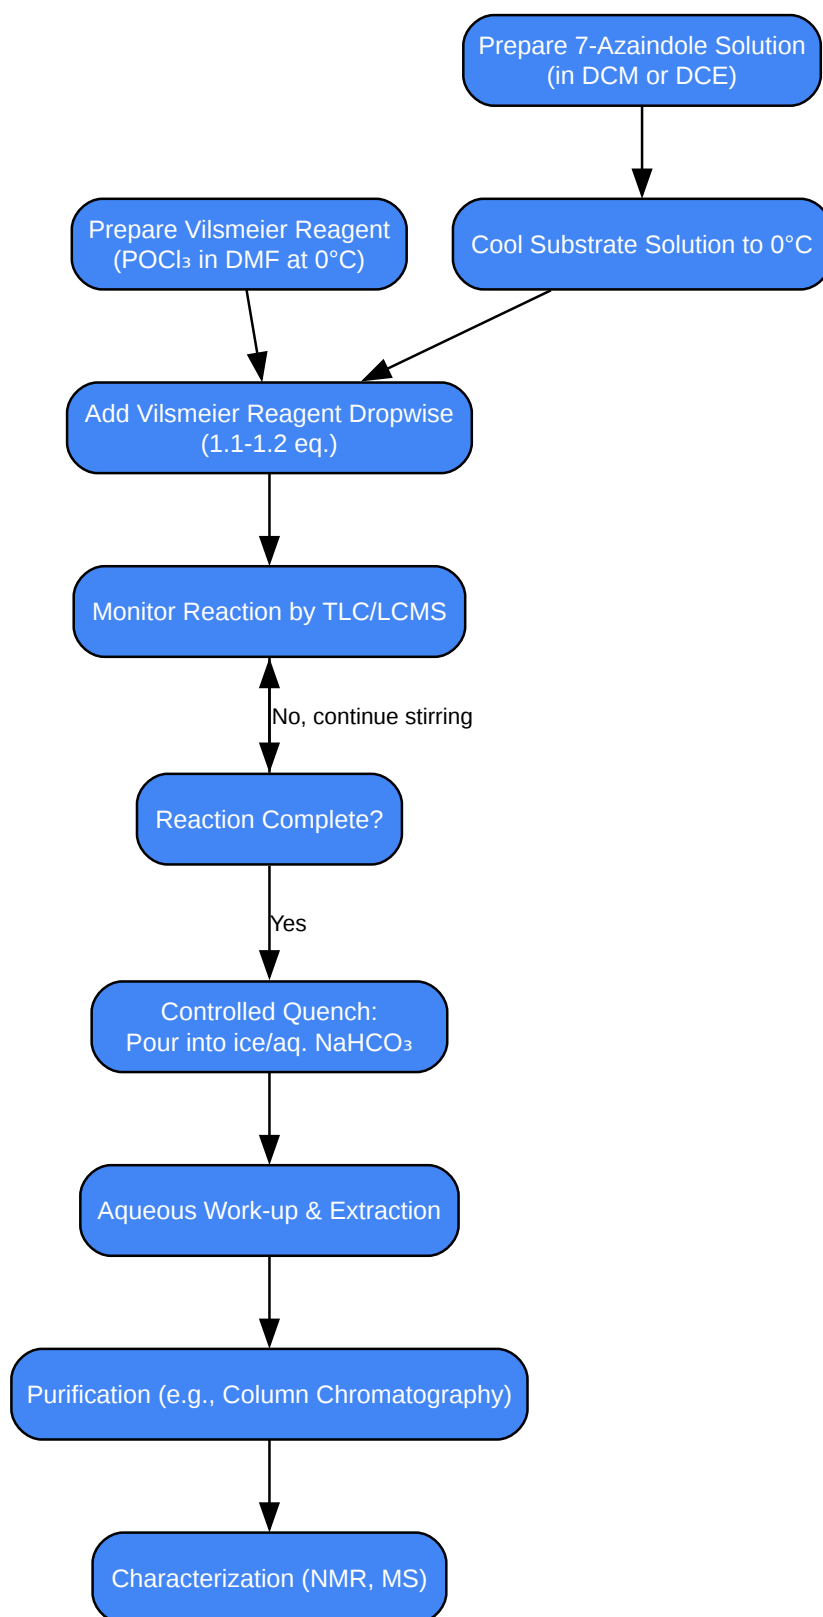 Prepare 7-Azaindole Solution
(in DCM or DCE)
Prepare Vilsmeier Reagent
(POCl₃ in DMF at 0°C)
Cool Substrate Solution to 0°C
Add Vilsmeier Reagent Dropwise
(1.1-1.2 eq.)
Monitor Reaction by TLC/LCMS
No, continue stirring
Reaction Complete?
Yes
Controlled Quench:
Pour into ice/aq. NaHCO₃
Aqueous Work-up & Extraction
Purification (e.g., Column Chromatography)
Characterization (NMR, MS)